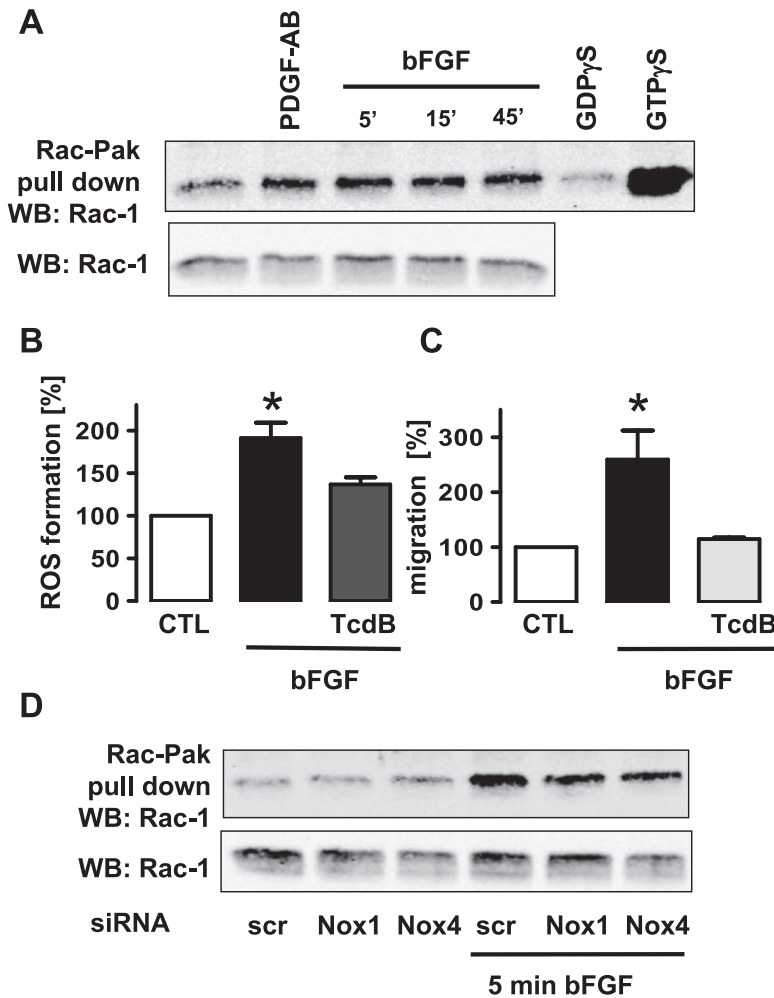 A
PDGF-AB
bFGF
5’ 15’ 45’
GDPγS
GTPγS
Rac-Pak
pull down
WB: Rac-1
WB: Rac-1
B
ROS formation [%]
200
150
100
50
0
*
CTL TcdB
bFGF
C
migration [%]
300
200
100
0
*
CTL TcdB
bFGF
D
Rac-Pak
pull down
WB: Rac-1
WB: Rac-1
siRNA scr Nox1 Nox4 scr Nox1 Nox4
5 min bFGF